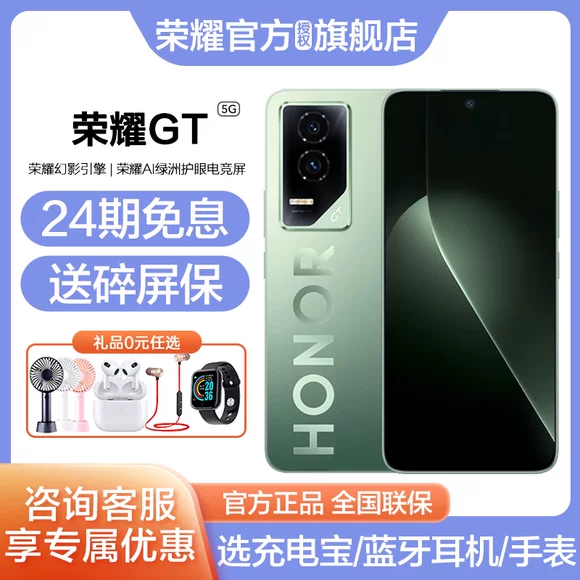 荣耀官方授权旗舰店
荣耀GT 5G
荣耀幻影引擎 | 荣耀AI绿洲护眼电竞屏
24期免息
送碎屏保
礼品0元任选
GT
HONOR
咨询客服
享专属优惠
官方正品 全国联保
选充电宝/蓝牙耳机/手表